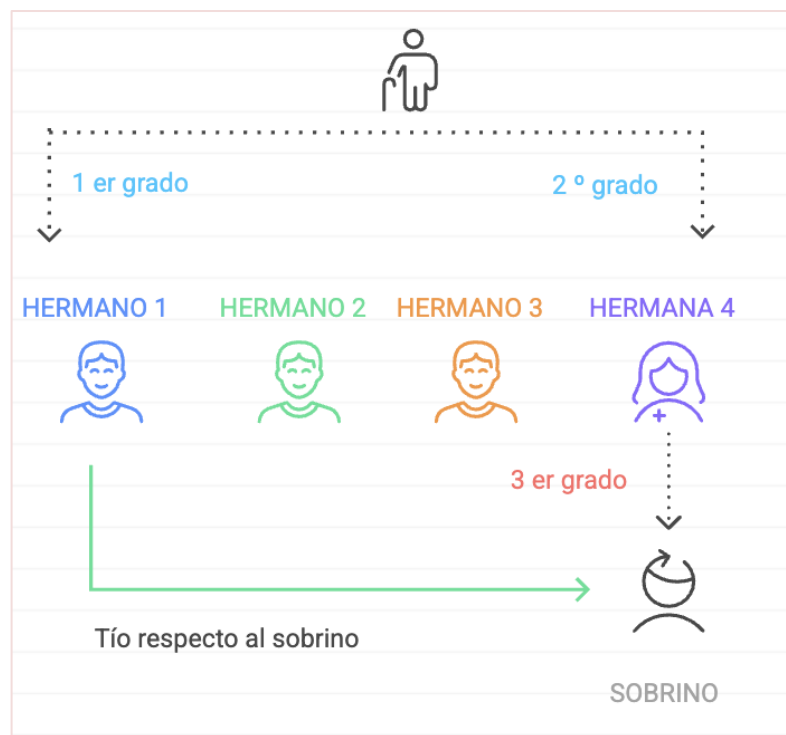 1 er grado
2 º grado
HERMANO 1
HERMANO 2
HERMANO 3
HERMANA 4
3 er grado
Tío respecto al sobrino
SOBRINO